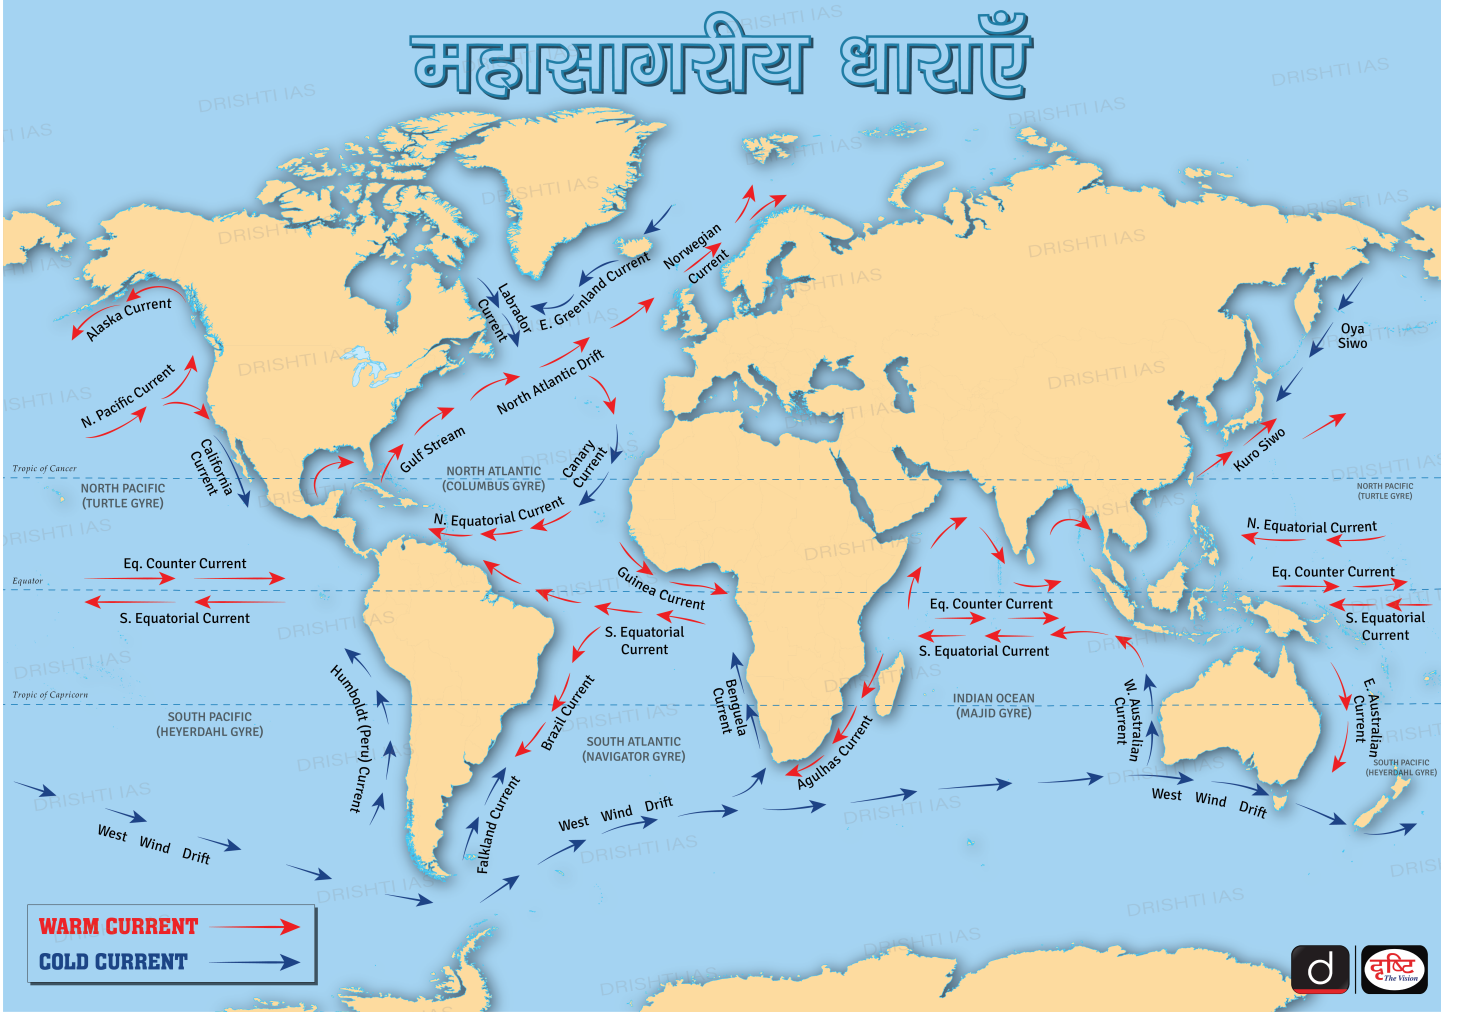 महासागरीय धाराएँ
Norwegian
Current
E. Greenland Current
Labrador
Current
Alaska Current
Oya
Siwo
North Atlantic Drift
N. Pacific Current
Gulf Stream
Kuro Siwo
California
Current
Canary
Current
Tropic of Cancer
NORTH PACIFIC
(TURTLE GYRE)
NORTH ATLANTIC
(COLUMBUS GYRE)
NORTH PACIFIC
(TURTLE GYRE)
N. Equatorial Current
N. Equatorial Current
Eq. Counter Current
Guinea Current
Eq. Counter Current
Equator
Eq. Counter Current
S. Equatorial Current
S. Equatorial
Current
S. Equatorial Current
S. Equatorial
Current
Tropic of Capricorn
Humboldt (Peru) Current
Brazil Current
Benguela
Current
Agulhas Current
W. Australian
Current
E. Australian
Current
SOUTH PACIFIC
(HEYERDAHL GYRE)
SOUTH ATLANTIC
(NAVIGATOR GYRE)
INDIAN OCEAN
(MAJID GYRE)
SOUTH PACIFIC
(HEYERDAHL GYRE)
Falkland Current
West Wind Drift
West Wind Drift
West Wind Drift
WARM CURRENT
COLD CURRENT
d
दृष्टि
The Vision
DRISHTI IAS